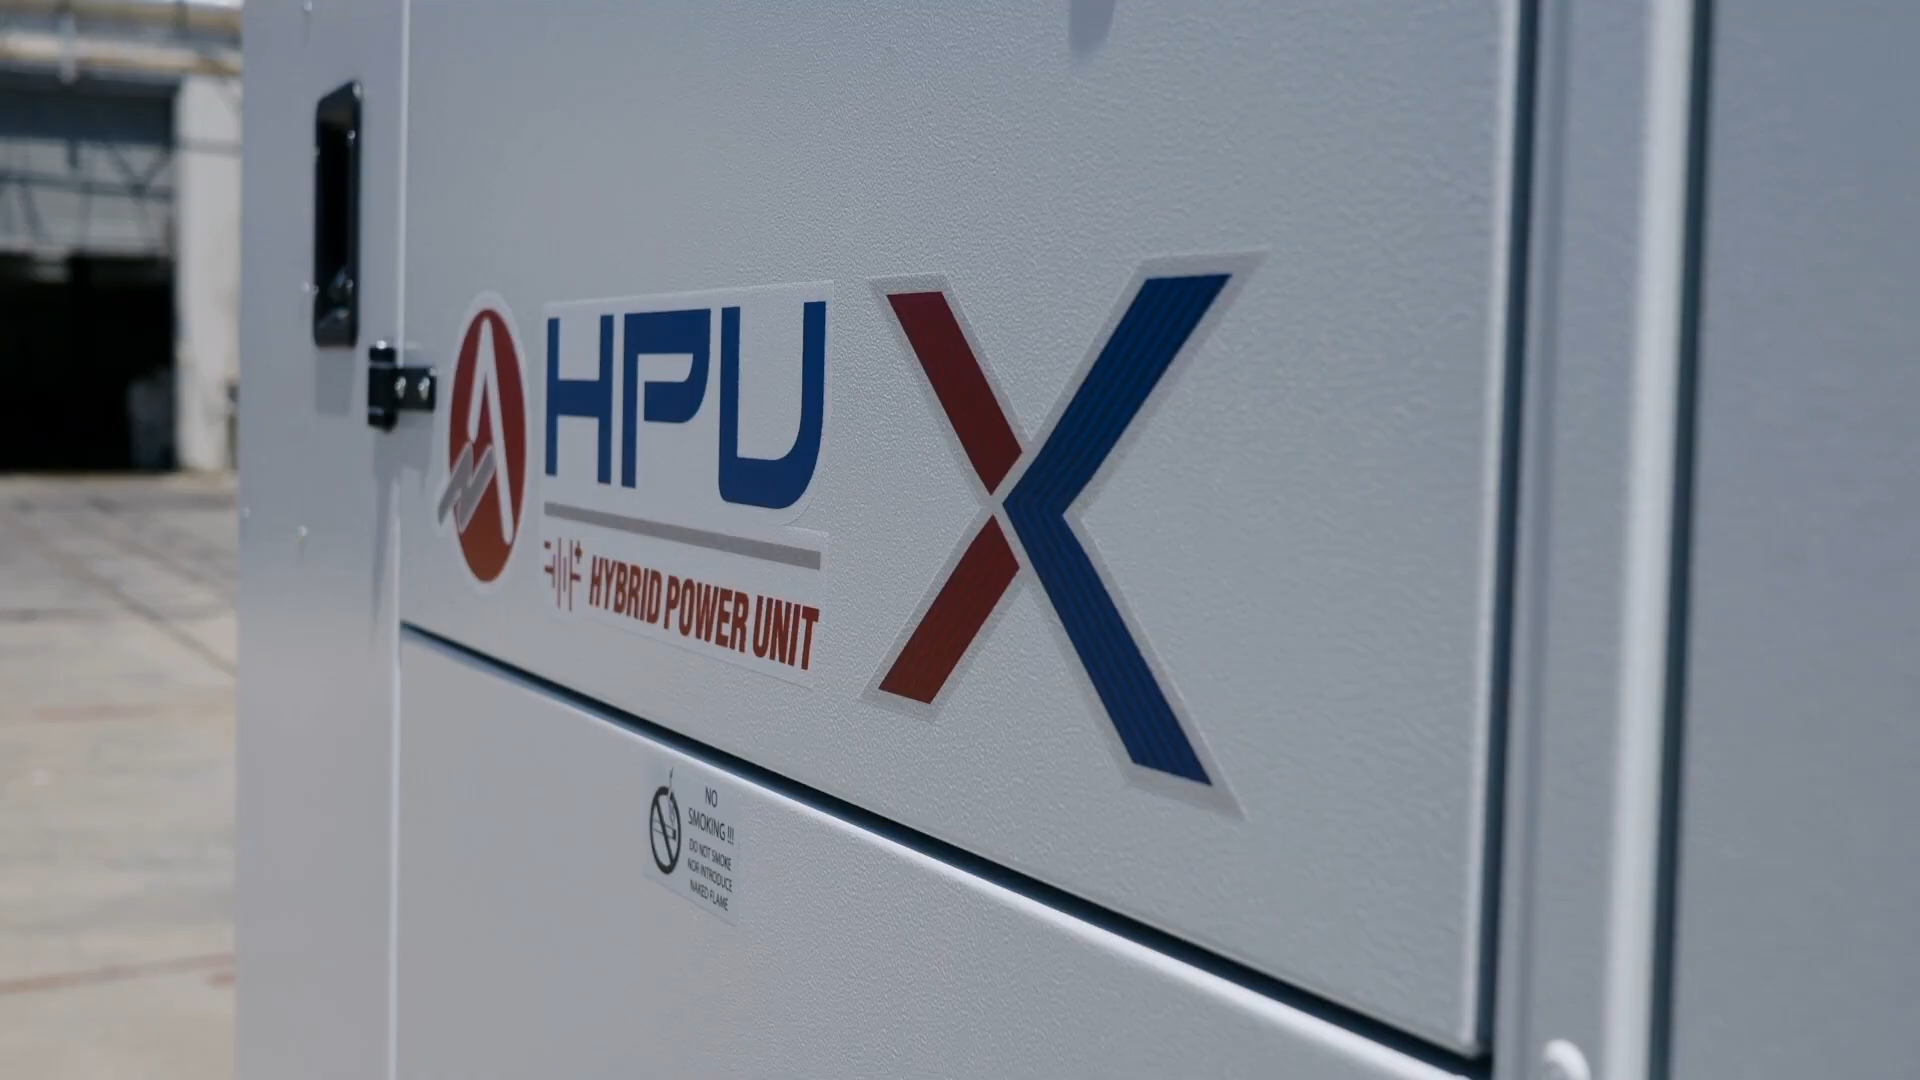 HPU X
HYBRID POWER UNIT
NO
SMOKING !!!
DO NOT SMOKE
NOR INTRODUCE
NAKED FLAME